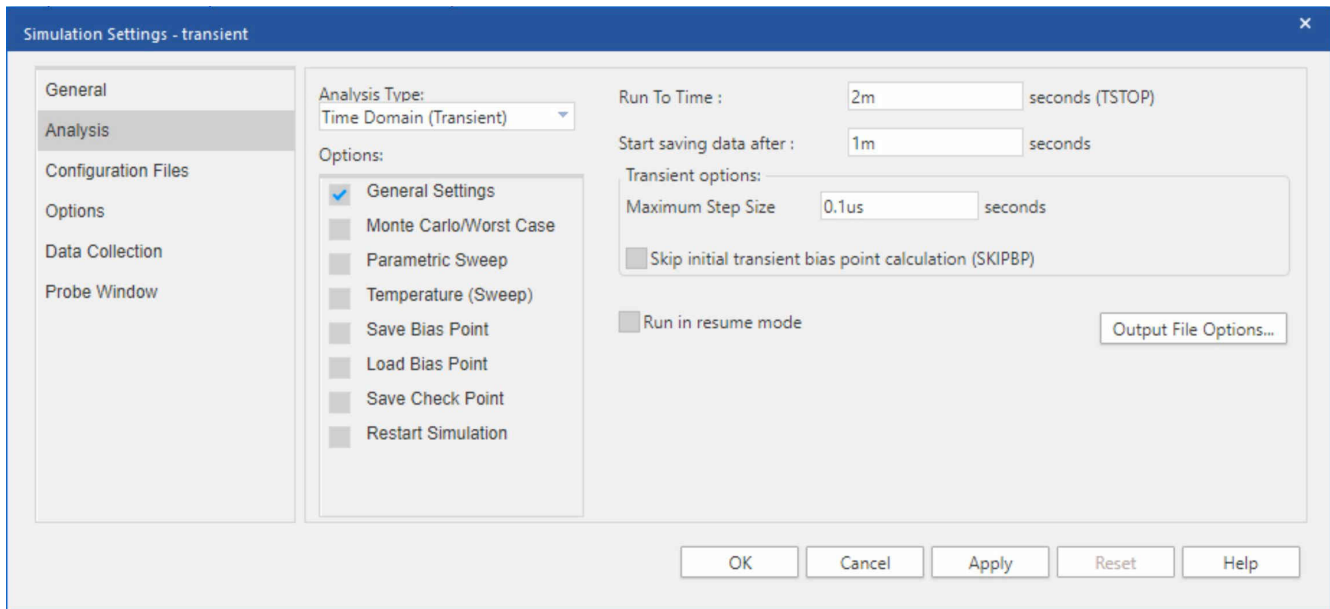 Simulation Settings - transient
×
General
Analysis
Configuration Files
Options
Data Collection
Probe Window
Analysis Type:
Time Domain (Transient)
Options:
General Settings
Monte Carlo/Worst Case
Parametric Sweep
Temperature (Sweep)
Save Bias Point
Load Bias Point
Save Check Point
Restart Simulation
Run To Time : 2m seconds (TSTOP)
Start saving data after : 1m seconds
Transient options:
Maximum Step Size 0.1us seconds
Skip initial transient bias point calculation (SKIPBP)
Run in resume mode
Output File Options...
OK Cancel Apply Reset Help